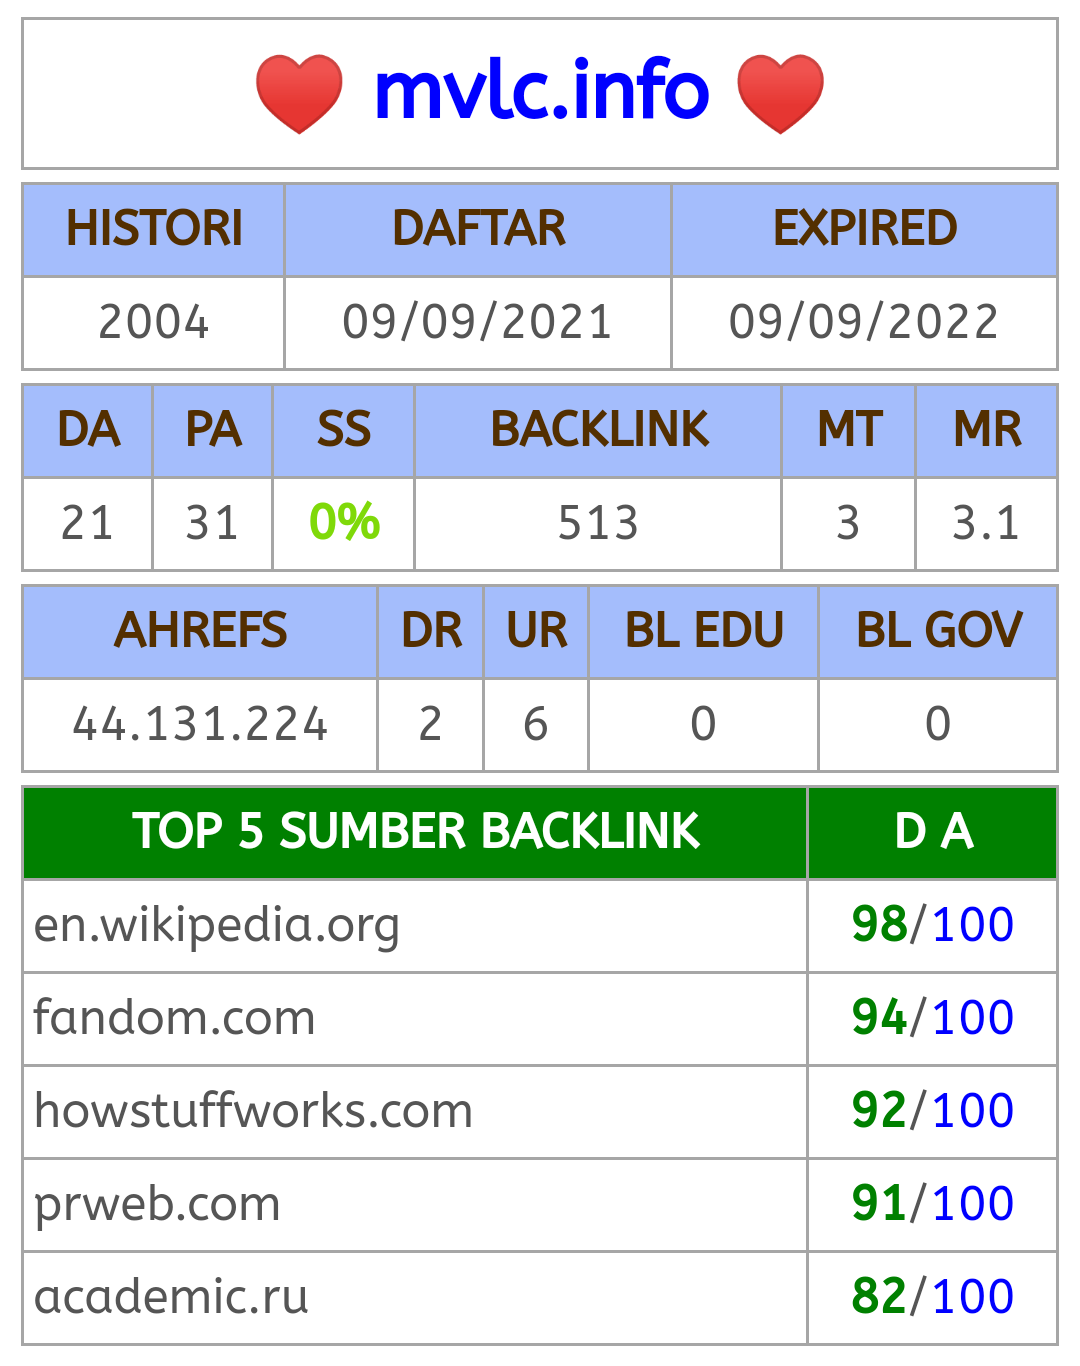 mvlc.info
HISTORI DAFTAR EXPIRED
2004 09/09/2021 09/09/2022
DA PA SS BACKLINK MT MR
21 31 0% 513 3 3.1
AHREFS DR UR BL EDU BL GOV
44.131.224 2 6 0 0
TOP 5 SUMBER BACKLINK D A
en.wikipedia.org 98/100
fandom.com 94/100
howstuffworks.com 92/100
prweb.com 91/100
academic.ru 82/100